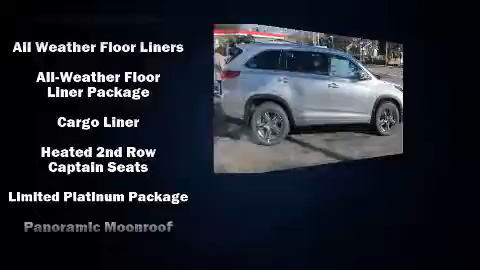 All Weather Floor Liners
All-Weather Floor
Liner Package
Cargo Liner
Heated 2nd Row
Captain Seats
Limited Platinum Package
Panoramic Moonroof